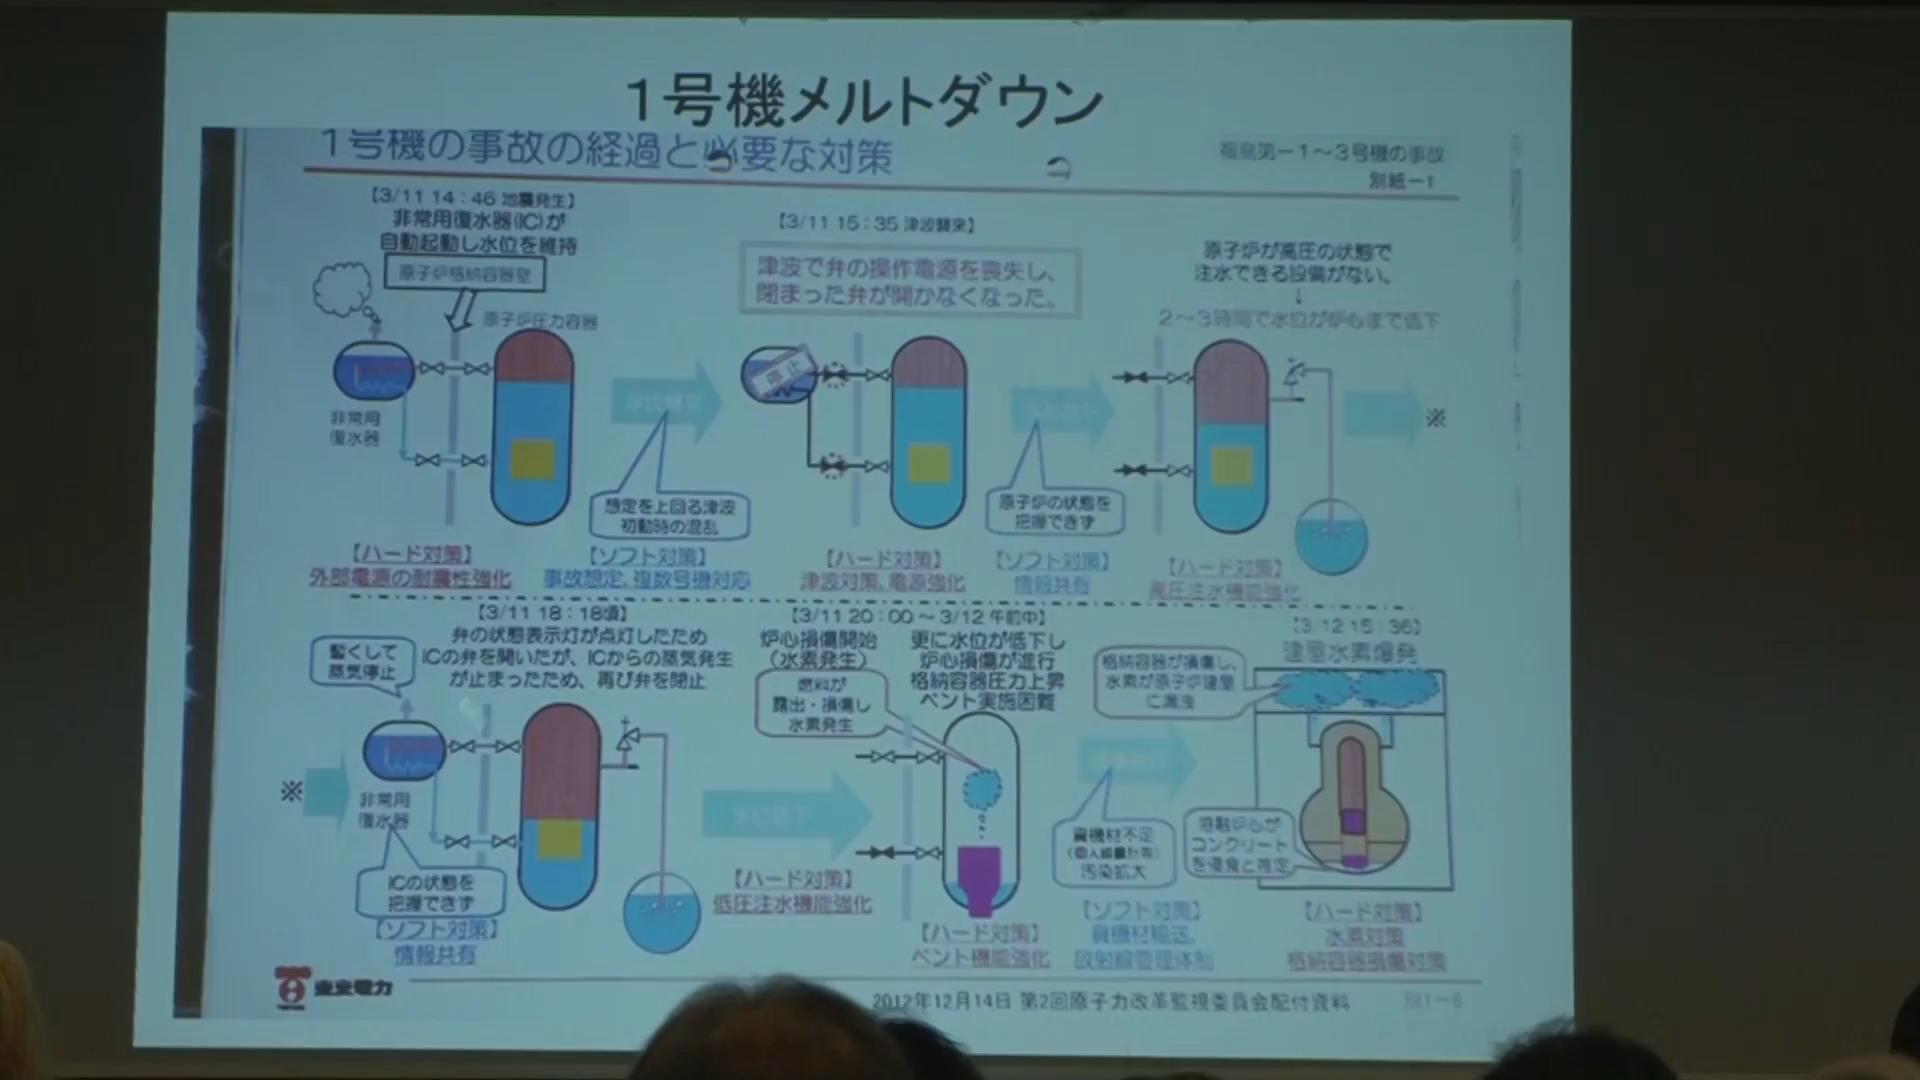 1号機メルトダウン
1号機の事故の経過と必要な対策
福島第一1～3号機の事故
別紙－1
【3/11 14：46 地震発生】
非常用復水器(IC)が
自動起動し水位を維持
原子炉格納容器壁
原子炉圧力容器
非常用
復水器
【3/11 15：35 津波襲来】
津波で弁の操作電源を喪失し、
閉まった弁が開かなくなった。
津波襲来
停止
想定を上回る津波
初動時の混乱
原子炉が高圧の状態で
注水できる設備がない。
↓
2～3時間で水位が炉心まで低下
原子炉の状態を
把握できず
※
【ハード対策】
外部電源の耐震性強化
【ソフト対策】
事故想定、複数号機対応
【ハード対策】
津波対策、電源強化
【ソフト対策】
情報共有
【ハード対策】
高圧注水機能強化
【3/11 18：18頃】
弁の状態表示灯が点灯したため
ICの弁を開いたが、ICからの蒸気発生
が止まったため、再び弁を閉止
暫くして
蒸気停止
※
非常用
復水器
ICの状態を
把握できず
【ソフト対策】
情報共有
水位低下
【ハード対策】
低圧注水機能強化
【3/11 20：00～3/12 午前中】
炉心損傷開始
（水素発生）
燃料が
露出・損傷し
水素発生
更に水位が低下し
炉心損傷が進行
格納容器圧力上昇
ベント実施困難
【ハード対策】
ベント機能強化
資機材不足
（個人線量計等）
汚染拡大
【ソフト対策】
資機材輸送、
放射線管理体制
【3/12 15：36】
建屋水素爆発
格納容器が損傷し、
水素が原子炉建屋
に漏洩
溶融炉心が
コンクリート
を侵食と推定
【ハード対策】
水素対策
格納容器損傷対策
東京電力
2012年12月14日 第2回原子力改革監視委員会配付資料
別1－6